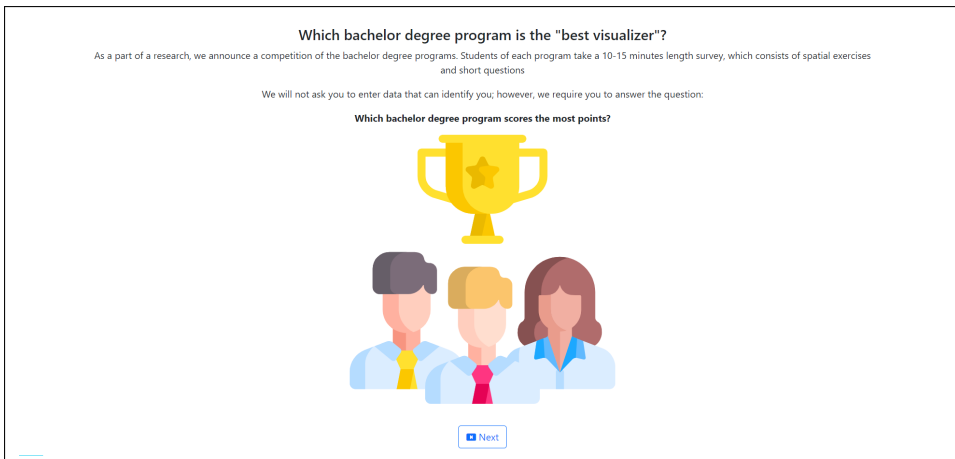 Which bachelor degree program is the "best visualizer"?
As a part of a research, we announce a competition of the bachelor degree programs. Students of each program take a 10-15 minutes length survey, which consists of spatial exercises
and short questions
We will not ask you to enter data that can identify you; however, we require you to answer the question:
Which bachelor degree program scores the most points?
Next